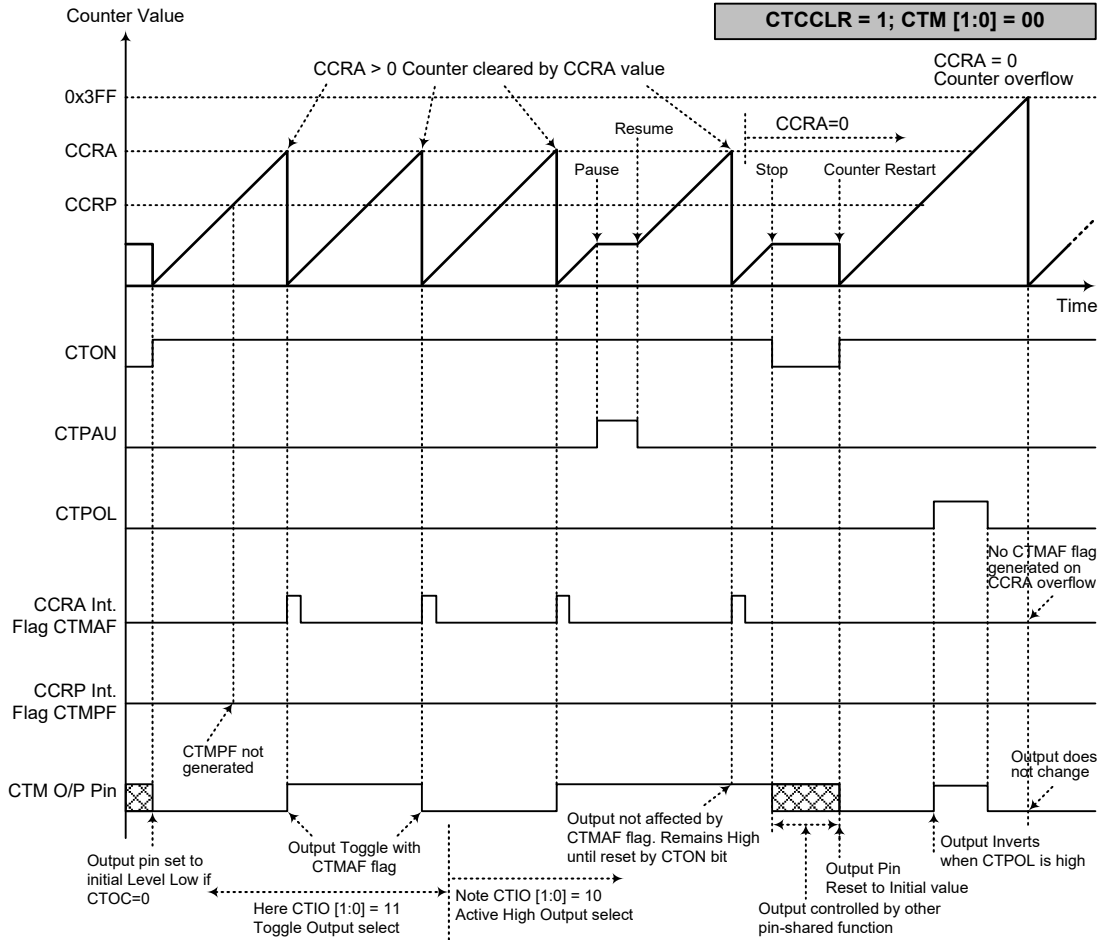 Counter Value
CTCCLR = 1; CTM [1:0] = 00
CCRA > 0 Counter cleared by CCRA value
CCRA = 0
Counter overflow
0x3FF
CCRA
CCRP
Resume
CCRA=0
Pause
Stop
Counter Restart
Time
CTON
CTPAU
CTPOL
No CTMAF flag
generated on
CCRA overflow
CCRA Int.
Flag CTMAF
CCRP Int.
Flag CTMPF
CTMPF not
generated
Output does
not change
CTM O/P Pin
Output pin set to
initial Level Low if
CTOC=0
Output Toggle with
CTMAF flag
Output not affected by
CTMAF flag. Remains High
until reset by CTON bit
Output Inverts
when CTPOL is high
Output Pin
Reset to Initial value
Here CTIO [1:0] = 11
Toggle Output select
Note CTIO [1:0] = 10
Active High Output select
Output controlled by other
pin-shared function